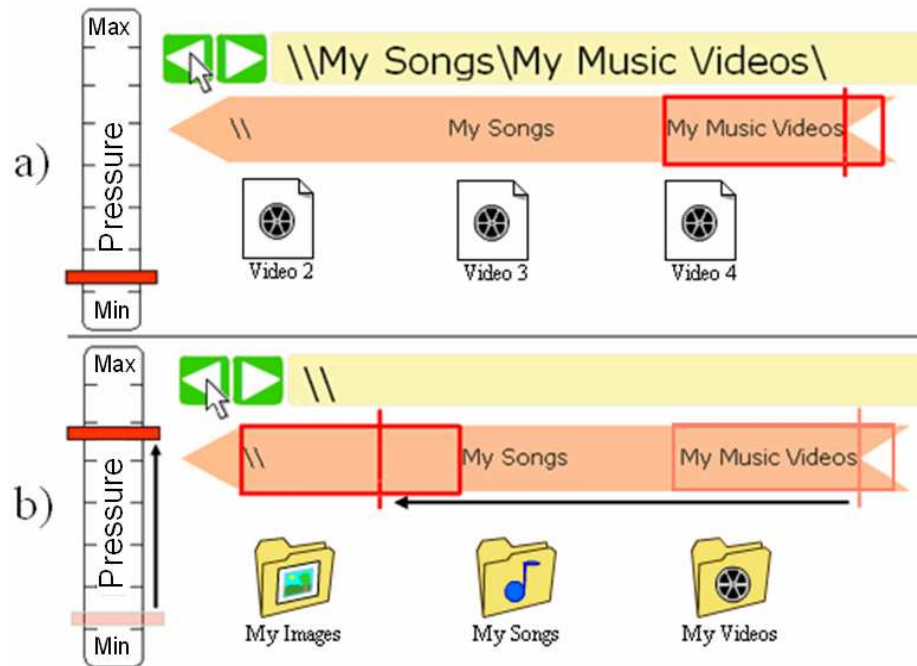 Max
\\My Songs\My Music Videos\
\\ My Songs My Music Videos
a)
Pressure
Video 2 Video 3 Video 4
Min
Max
\\
\\ My Songs My Music Videos
b)
Pressure
My Images My Songs My Videos
Min